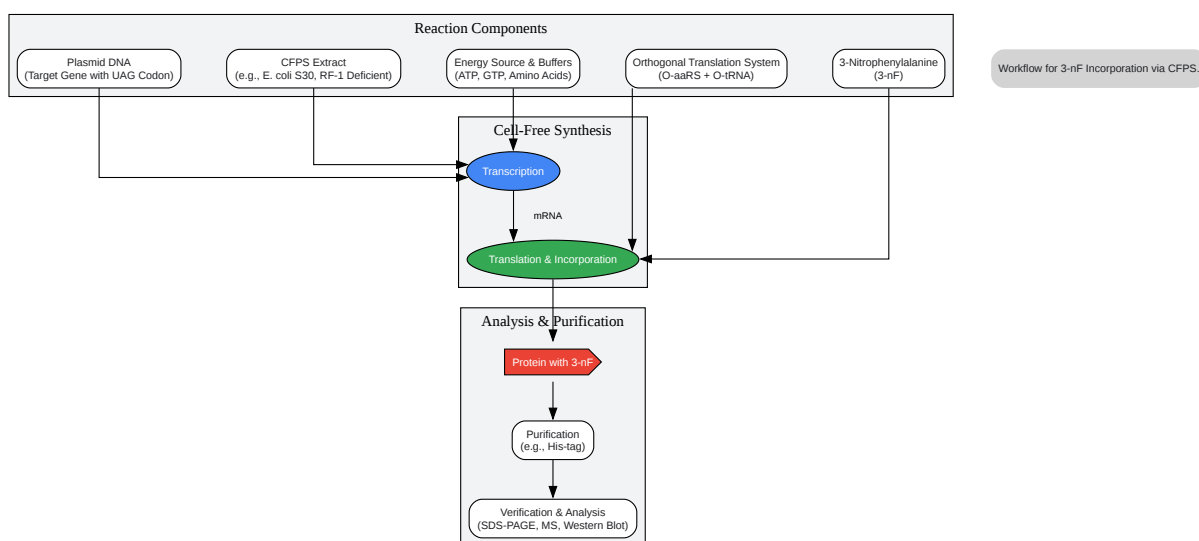 Reaction Components
Plasmid DNA
(Target Gene with UAG Codon)
CFPS Extract
(e.g., E. coli S30, RF-1 Deficient)
Energy Source & Buffers
(ATP, GTP, Amino Acids)
Orthogonal Translation System
(O-aaRS + O-tRNA)
3-Nitrophenylalanine
(3-nF)
Workflow for 3-nF Incorporation via CFPS.
Cell-Free Synthesis
Transcription
mRNA
Translation & Incorporation
Analysis & Purification
Protein with 3-nF
Purification
(e.g., His-tag)
Verification & Analysis
(SDS-PAGE, MS, Western Blot)